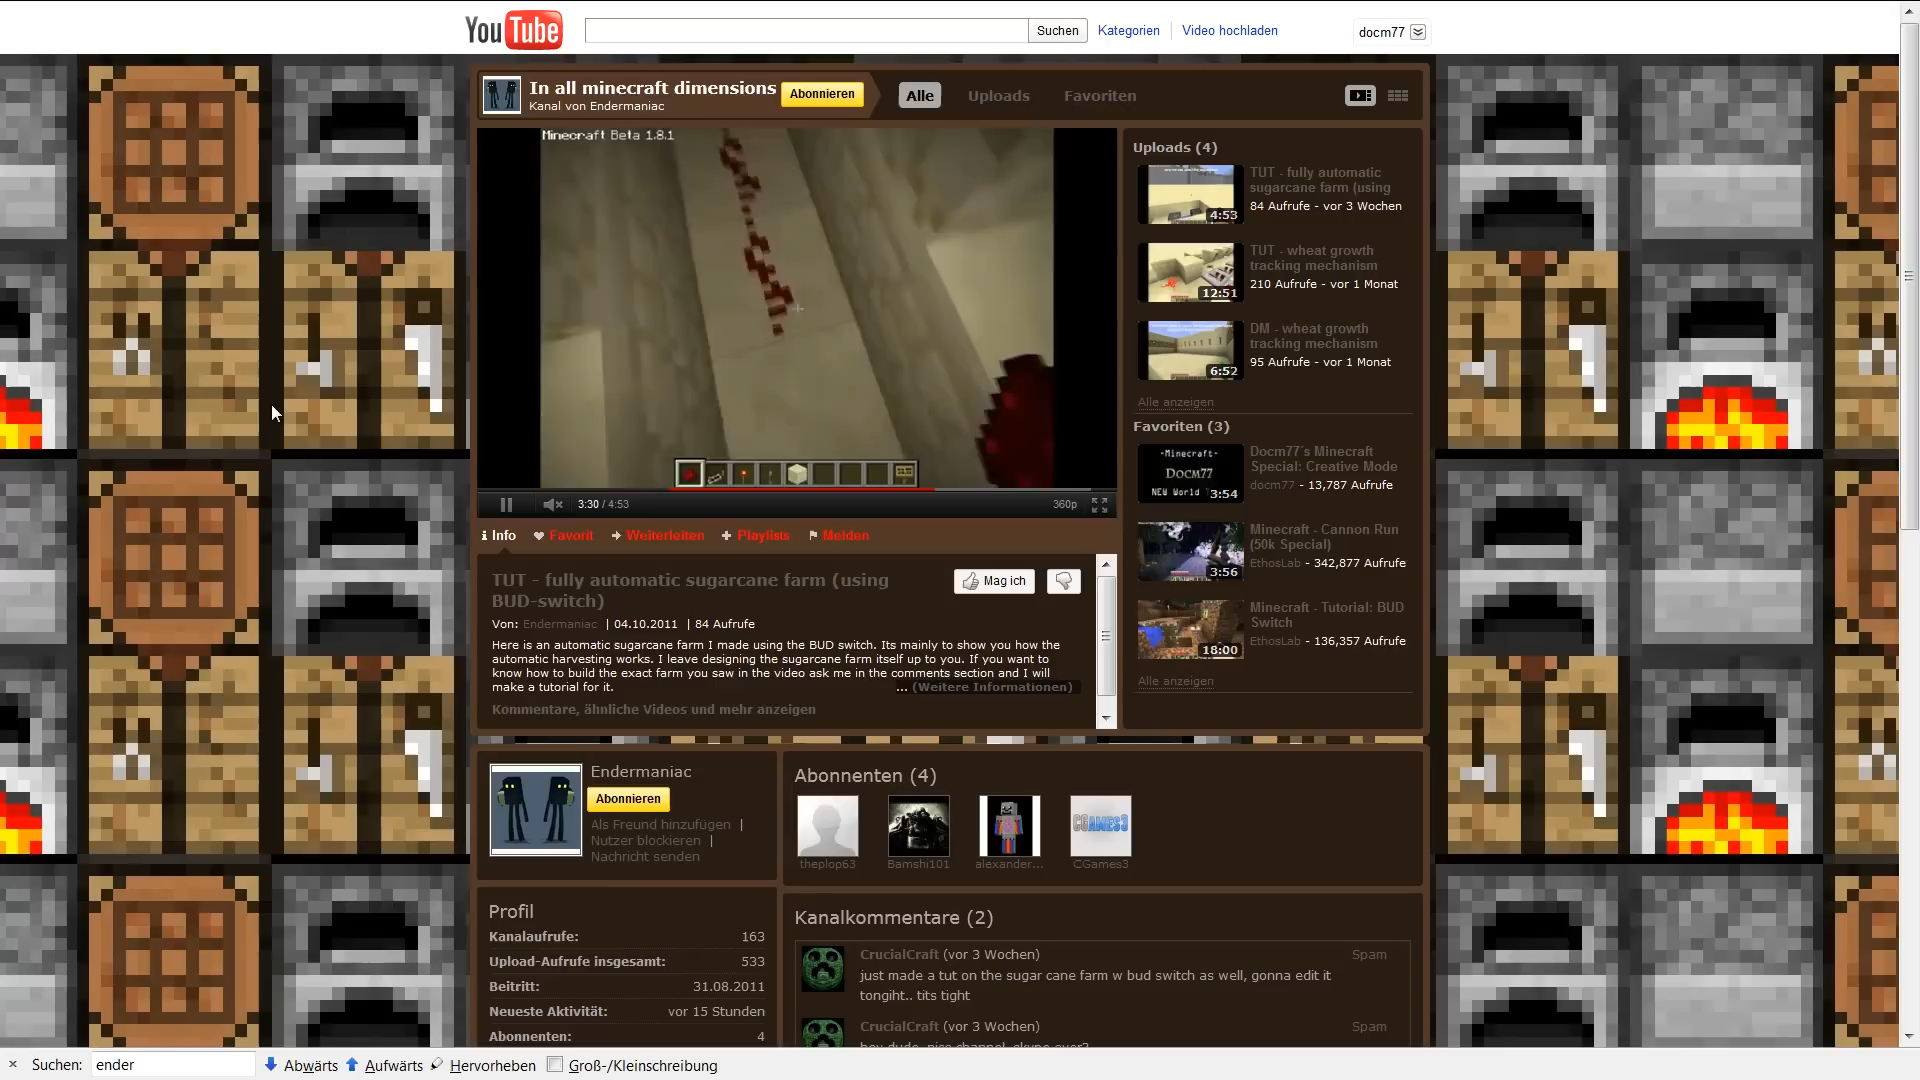 YouTube
Suchen
Kategorien
Video hochladen
docm77
In all minecraft dimensions
Kanal von Endermaniac
Abonnieren
Alle
Uploads
Favoriten
Minecraft Beta 1.8.1
3:30 / 4:53
360p
Uploads (4)
TUT - fully automatic
sugarcane farm (using
84 Aufrufe - vor 3 Wochen
4:53
TUT - wheat growth
tracking mechanism
210 Aufrufe - vor 1 Monat
12:51
DM - wheat growth
tracking mechanism
95 Aufrufe - vor 1 Monat
6:52
Alle anzeigen
Favoriten (3)
-Minecraft-
DOCM77
NEW World
3:54
Docm77´s Minecraft
Special: Creative Mode
docm77 - 13,787 Aufrufe
Minecraft - Cannon Run
(50k Special)
EthosLab - 342,877 Aufrufe
3:56
Minecraft - Tutorial: BUD
Switch
EthosLab - 136,357 Aufrufe
18:00
Alle anzeigen
Info
Favorit
Weiterleiten
Playlists
Melden
TUT - fully automatic sugarcane farm (using
BUD-switch)
Mag ich
Von: Endermaniac | 04.10.2011 | 84 Aufrufe
Here is an automatic sugarcane farm I made using the BUD switch. Its mainly to show you how the
automatic harvesting works. I leave designing the sugarcane farm itself up to you. If you want to
know how to build the exact farm you saw in the video ask me in the comments section and I will
make a tutorial for it. ... (Weitere Informationen)
Kommentare, ähnliche Videos und mehr anzeigen
Endermaniac
Abonnieren
Als Freund hinzufügen |
Nutzer blockieren |
Nachricht senden
Abonnenten (4)
theplop63
Bamshi101
alexander...
CGAMES3
CGames3
Profil
Kanalaufrufe: 163
Upload-Aufrufe insgesamt: 533
Beitritt: 31.08.2011
Neueste Aktivität: vor 15 Stunden
Abonnenten: 4
Kanalkommentare (2)
CrucialCraft (vor 3 Wochen)
Spam
just made a tut on the sugar cane farm w bud switch as well, gonna edit it
tongiht.. tits tight
CrucialCraft (vor 3 Wochen)
Spam
hey dude, nice channel, skype ever?
Suchen: ender
Abwärts
Aufwärts
Hervorheben
Groß-/Kleinschreibung